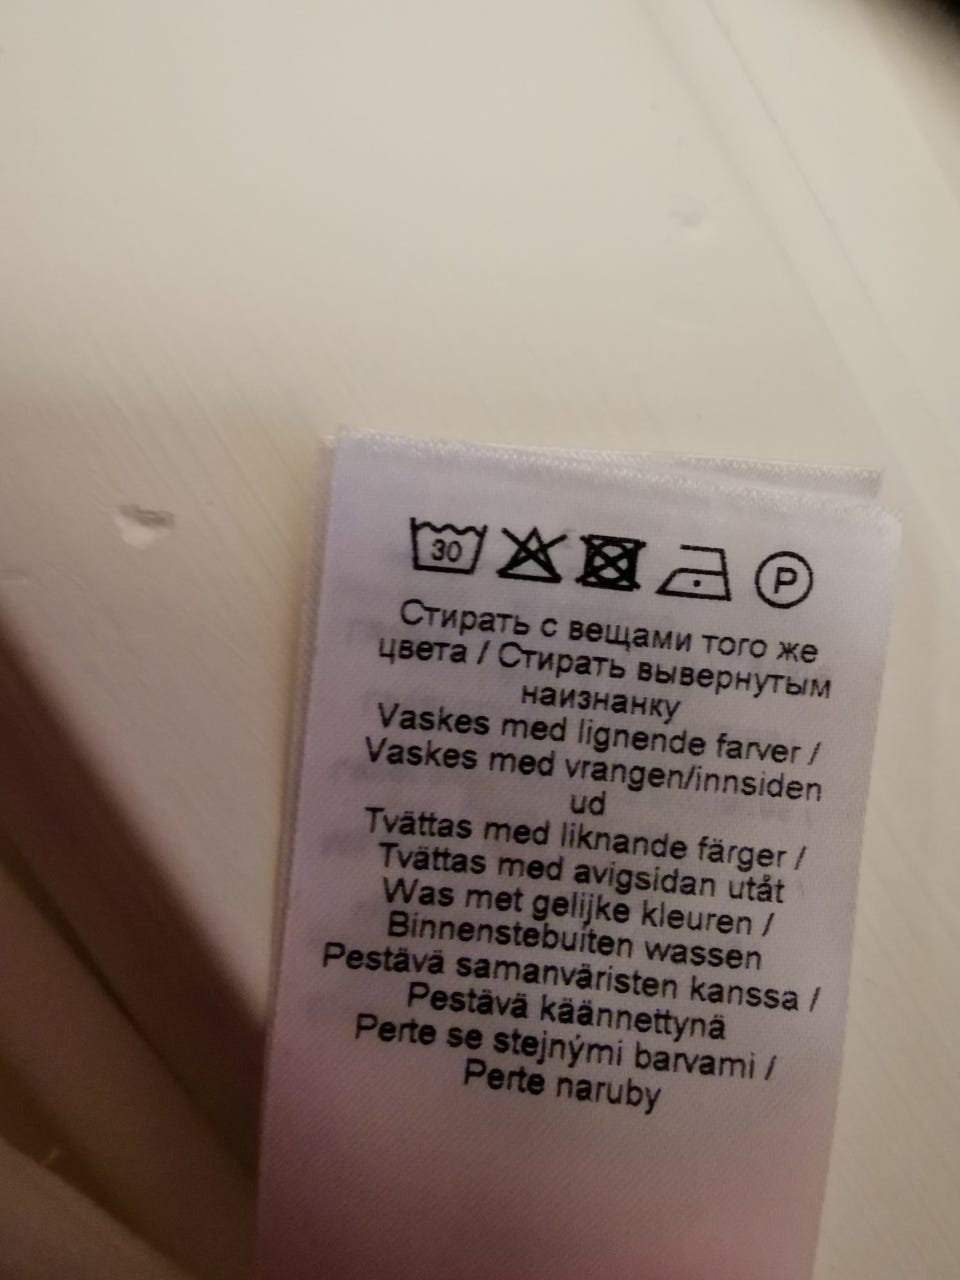 30 P
Стирать с вещами того же
цвета / Стирать вывернутым
наизнанку
Vaskes med lignende farver /
Vaskes med vrangen/innsiden
ud
Tvättas med liknande färger /
Tvättas med avigsidan utåt
Was met gelijke kleuren /
Binnenstebuiten wassen
Pestävä samanväristen kanssa /
Pestävä käännettynä
Perte se stejnými barvami /
Perte naruby